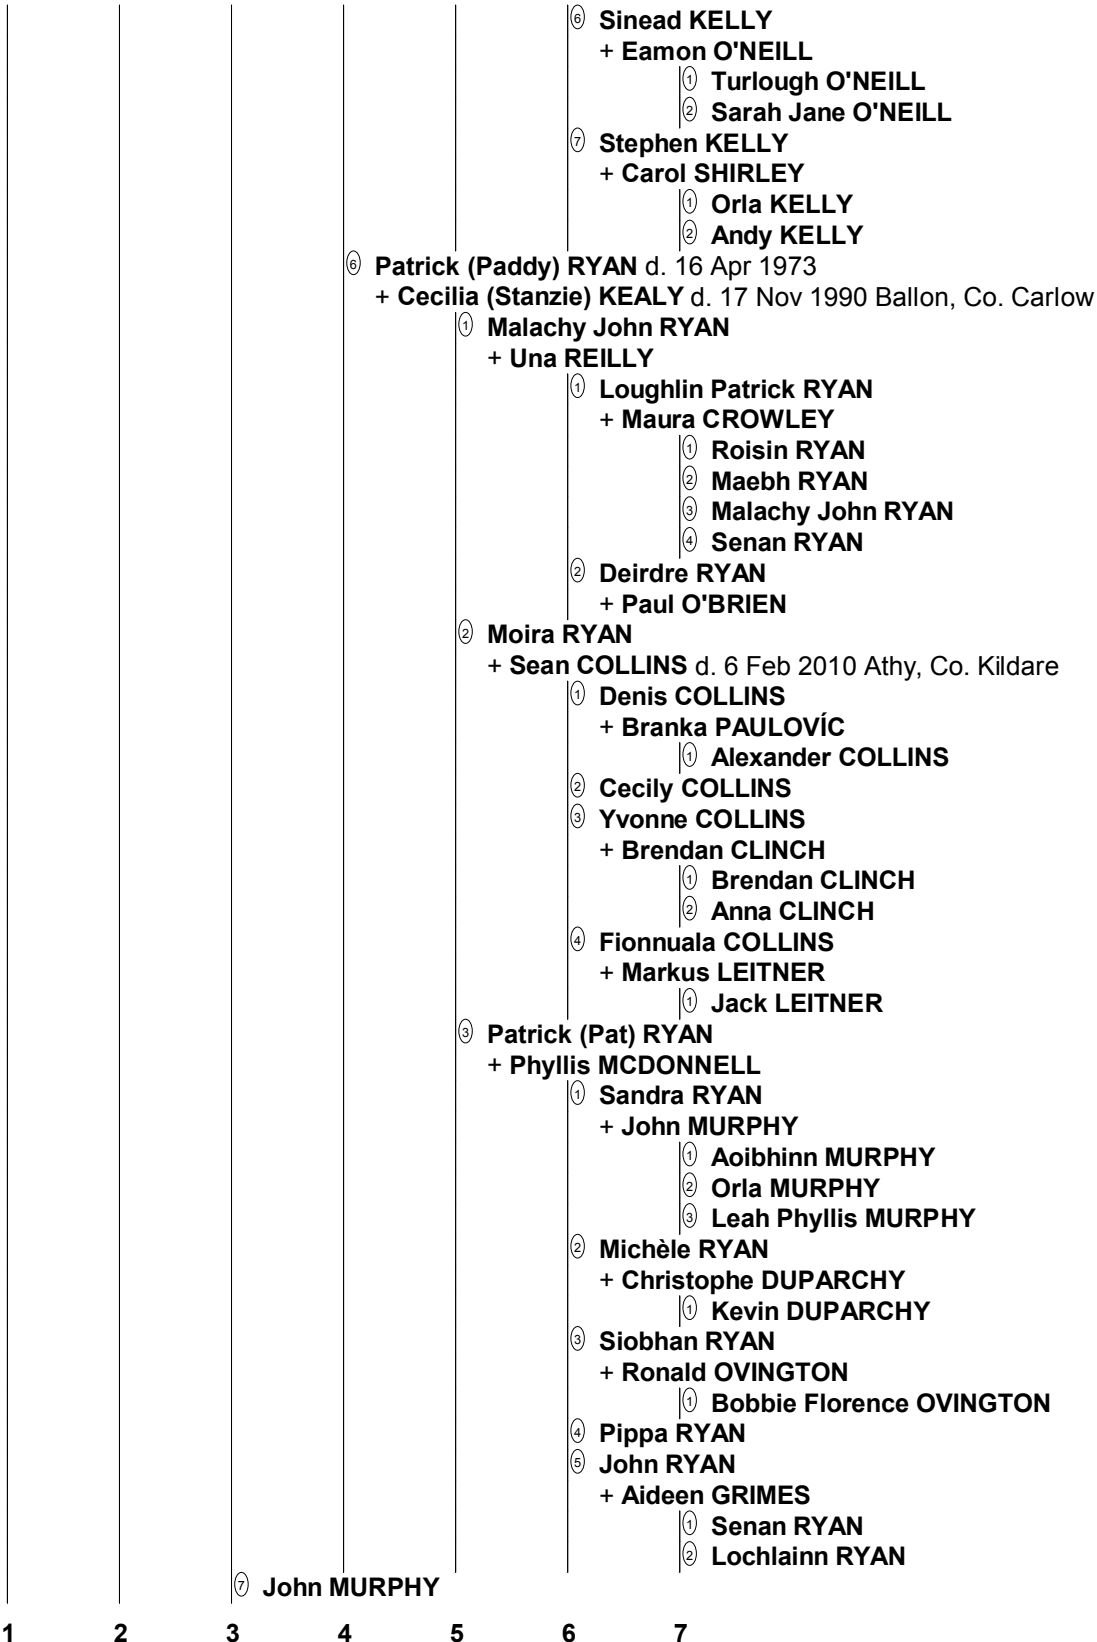 6 Sinead KELLY
+ Eamon O'NEILL
1 Turlough O'NEILL
2 Sarah Jane O'NEILL
7 Stephen KELLY
+ Carol SHIRLEY
1 Orla KELLY
2 Andy KELLY
6 Patrick (Paddy) RYAN d. 16 Apr 1973
+ Cecilia (Stanzie) KEALY d. 17 Nov 1990 Ballon, Co. Carlow
1 Malachy John RYAN
+ Una REILLY
1 Loughlin Patrick RYAN
+ Maura CROWLEY
1 Roisin RYAN
2 Maebh RYAN
3 Malachy John RYAN
4 Senan RYAN
2 Deirdre RYAN
+ Paul O'BRIEN
2 Moira RYAN
+ Sean COLLINS d. 6 Feb 2010 Athy, Co. Kildare
1 Denis COLLINS
+ Branka PAULOVÍC
1 Alexander COLLINS
2 Cecily COLLINS
3 Yvonne COLLINS
+ Brendan CLINCH
1 Brendan CLINCH
2 Anna CLINCH
4 Fionnuala COLLINS
+ Markus LEITNER
1 Jack LEITNER
3 Patrick (Pat) RYAN
+ Phyllis MCDONNELL
1 Sandra RYAN
+ John MURPHY
1 Aoibhinn MURPHY
2 Orla MURPHY
3 Leah Phyllis MURPHY
2 Michèle RYAN
+ Christophe DUPARCHY
1 Kevin DUPARCHY
3 Siobhan RYAN
+ Ronald OVINGTON
1 Bobbie Florence OVINGTON
4 Pippa RYAN
5 John RYAN
+ Aideen GRIMES
1 Senan RYAN
2 Lochlainn RYAN
7 John MURPHY
1 2 3 4 5 6 7